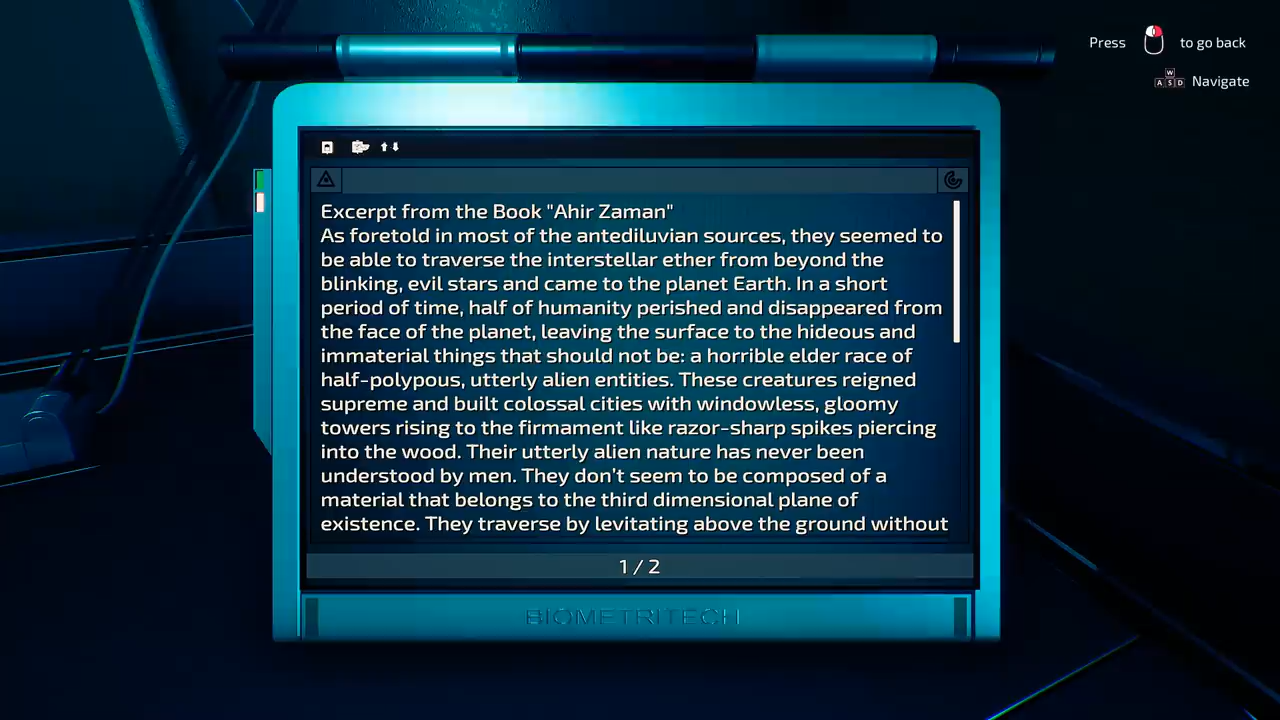 Press to go back
W
A S D Navigate
Excerpt from the Book "Ahir Zaman"
As foretold in most of the antediluvian sources, they seemed to
be able to traverse the interstellar ether from beyond the
blinking, evil stars and came to the planet Earth. In a short
period of time, half of humanity perished and disappeared from
the face of the planet, leaving the surface to the hideous and
immaterial things that should not be: a horrible elder race of
half-polypous, utterly alien entities. These creatures reigned
supreme and built colossal cities with windowless, gloomy
towers rising to the firmament like razor-sharp spikes piercing
into the wood. Their utterly alien nature has never been
understood by men. They don't seem to be composed of a
material that belongs to the third dimensional plane of
existence. They traverse by levitating above the ground without
1 / 2
BIOMETRITECH